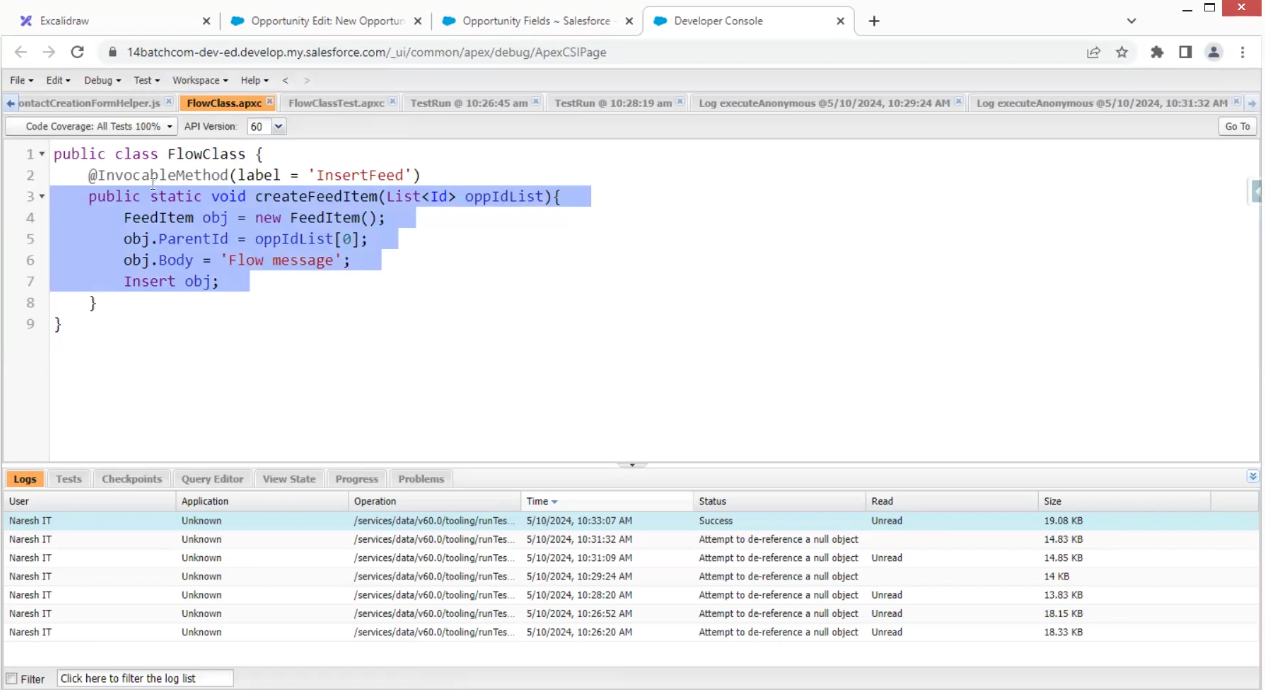 Excalidraw
Opportunity Edit: New Opportun
Opportunity Fields ~ Salesforce
Developer Console
14batchcom-dev-ed.develop.my.salesforce.com/_ui/common/apex/debug/ApexCSIPage
File Edit Debug Test Workspace Help < >
ontactCreationFormHelper.js FlowClass.apxc FlowClassTest.apxc TestRun @ 10:26:45 am TestRun @ 10:28:19 am Log executeAnonymous @5/10/2024, 10:29:24 AM Log executeAnonymous @5/10/2024, 10:31:32 AM
Code Coverage: All Tests 100% API Version: 60 Go To
1 public class FlowClass {
2 @InvocableMethod(label = 'InsertFeed')
3 public static void createFeedItem(List<Id> oppIdList){
4 FeedItem obj = new FeedItem();
5 obj.ParentId = oppIdList[0];
6 obj.Body = 'Flow message';
7 Insert obj;
8 }
9 }
Logs Tests Checkpoints Query Editor View State Progress Problems
User Application Operation Time Status Read Size
Naresh IT Unknown /services/data/v60.0/tooling/runTes... 5/10/2024, 10:33:07 AM Success Unread 19.08 KB
Naresh IT Unknown /services/data/v60.0/tooling/runTes... 5/10/2024, 10:31:32 AM Attempt to de-reference a null object 14.83 KB
Naresh IT Unknown /services/data/v60.0/tooling/runTes... 5/10/2024, 10:31:09 AM Attempt to de-reference a null object Unread 14.85 KB
Naresh IT Unknown /services/data/v60.0/tooling/runTes... 5/10/2024, 10:29:24 AM Attempt to de-reference a null object 14 KB
Naresh IT Unknown /services/data/v60.0/tooling/runTes... 5/10/2024, 10:28:20 AM Attempt to de-reference a null object Unread 13.83 KB
Naresh IT Unknown /services/data/v60.0/tooling/runTes... 5/10/2024, 10:26:52 AM Attempt to de-reference a null object Unread 18.15 KB
Naresh IT Unknown /services/data/v60.0/tooling/runTes... 5/10/2024, 10:26:20 AM Attempt to de-reference a null object Unread 18.33 KB
Filter Click here to filter the log list